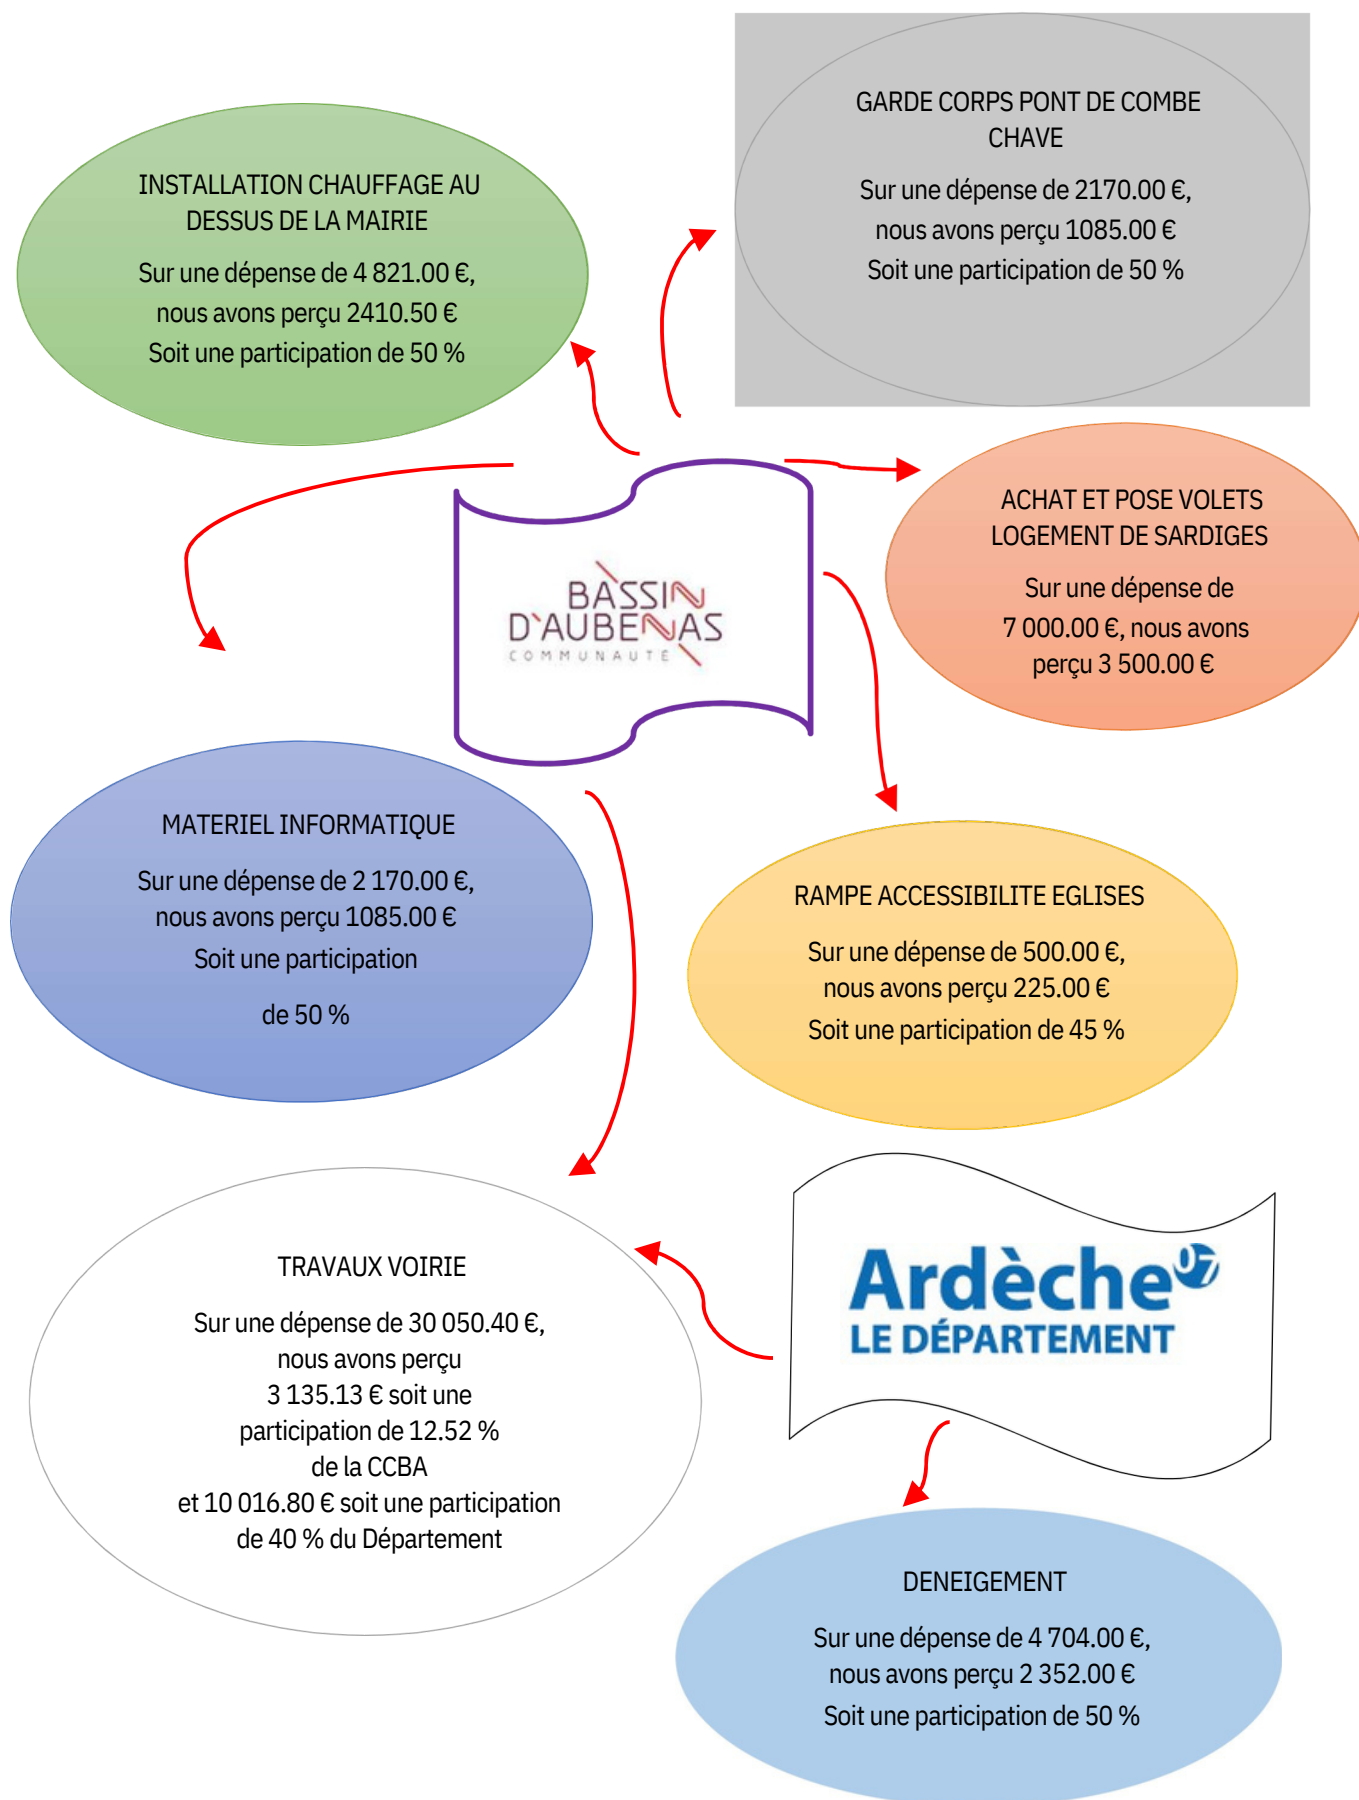 GARDE CORPS PONT DE COMBE
CHAVE
Sur une dépense de 2170.00 €,
nous avons perçu 1085.00 €
Soit une participation de 50 %
INSTALLATION CHAUFFAGE AU
DESSUS DE LA MAIRIE
Sur une dépense de 4 821.00 €,
nous avons perçu 2410.50 €
Soit une participation de 50 %
ACHAT ET POSE VOLETS
LOGEMENT DE SARDIGES
Sur une dépense de
7 000.00 €, nous avons
perçu 3 500.00 €
BASSIN
D'AUBENAS
COMMUNAUTÉ
MATERIEL INFORMATIQUE
Sur une dépense de 2 170.00 €,
nous avons perçu 1085.00 €
Soit une participation
de 50 %
RAMPE ACCESSIBILITE EGLISES
Sur une dépense de 500.00 €,
nous avons perçu 225.00 €
Soit une participation de 45 %
TRAVAUX VOIRIE
Sur une dépense de 30 050.40 €,
nous avons perçu
3 135.13 € soit une
participation de 12.52 %
de la CCBA
et 10 016.80 € soit une participation
de 40 % du Département
Ardèche 07
LE DÉPARTEMENT
DENEIGEMENT
Sur une dépense de 4 704.00 €,
nous avons perçu 2 352.00 €
Soit une participation de 50 %